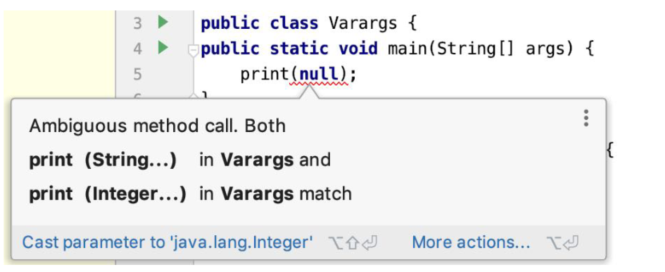 3 public class Varargs {
4 public static void main(String[] args) {
5 print(null);
Ambiguous method call. Both
{
print (String...) in Varargs and
print (Integer...) in Varargs match
Cast parameter to 'java.lang.Integer' ⌥⇧⏎ More actions... ⌥⏎